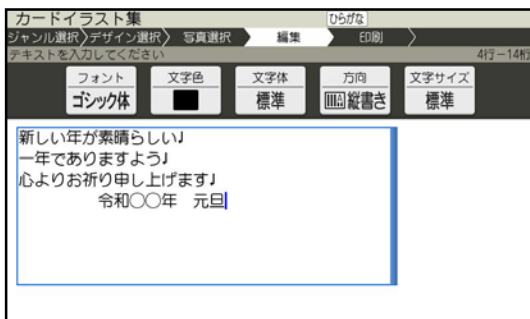 カードイラスト集 ひらがな
ジャンル選択〉デザイン選択〉 写真選択 編集 印刷
テキストを入力してください 4行−14桁
フォント 文字色 文字体 方向 文字サイズ
ゴシック体 標準 縦書き 標準
新しい年が素晴らしい
一年でありますよう
心よりお祈り申し上げます
令和〇〇年 元旦